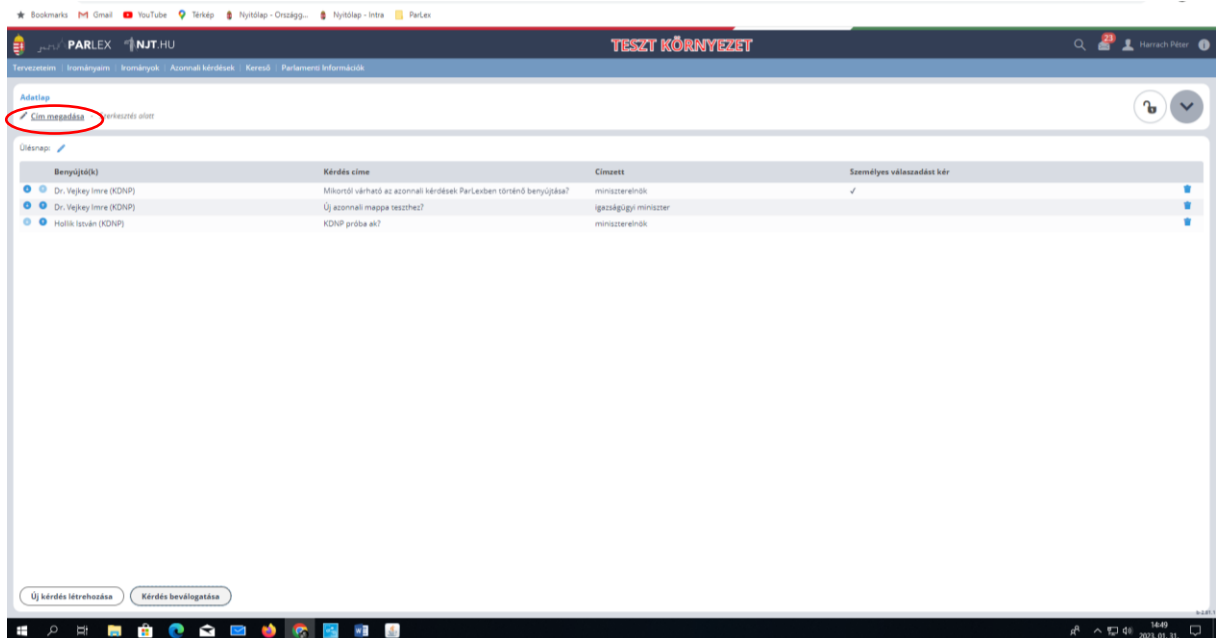 Bookmarks Gmail YouTube Térkép Nyitólap - Országg... Nyitólap - Intra ParLex
PARLEX NJT.HU TESZT KÖRNYEZET 23 Harrach Péter
Tervezeteim Irományaim Irományok Azonnali kérdések Kereső Parlamenti Információk
Adatlap
Cím megadása - Szerkesztés alatt
Ülésnap:
Benyújtó(k) Kérdés címe Címzett Személyes válaszadást kér
Dr. Vejkey Imre (KDNP) Mikortól várható az azonnali kérdések ParLexben történő benyújtása? miniszterelnök ✓
Dr. Vejkey Imre (KDNP) Új azonnali mappa teszthez? igazságügyi miniszter
Hollik István (KDNP) KDNP próba ak? miniszterelnök
Új kérdés létrehozása Kérdés beválogatása
14:49
2023. 01. 31.